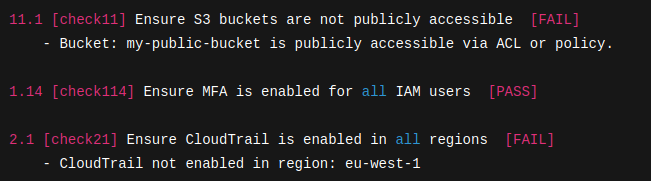 11.1 [check11] Ensure S3 buckets are not publicly accessible [FAIL]
- Bucket: my-public-bucket is publicly accessible via ACL or policy.
1.14 [check114] Ensure MFA is enabled for all IAM users [PASS]
2.1 [check21] Ensure CloudTrail is enabled in all regions [FAIL]
- CloudTrail not enabled in region: eu-west-1